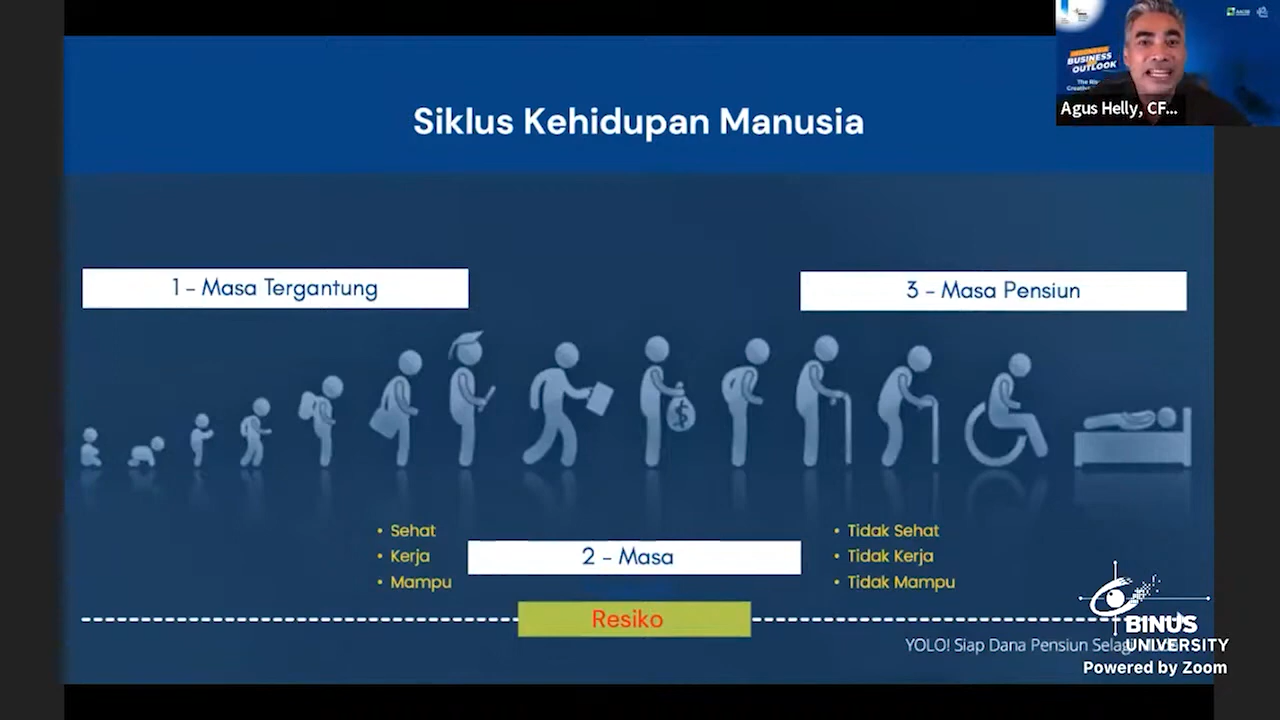 BUSINESS
OUTLOOK
The
Agus Helly, CF...
Siklus Kehidupan Manusia
1 - Masa Tergantung
3 - Masa Pensiun
$
• Sehat
• Kerja
• Mampu
2 - Masa
• Tidak Sehat
• Tidak Kerja
• Tidak Mampu
Resiko
YOLO! Siap Dana Pensiun
BINUS
UNIVERSITY
Powered by Zoom